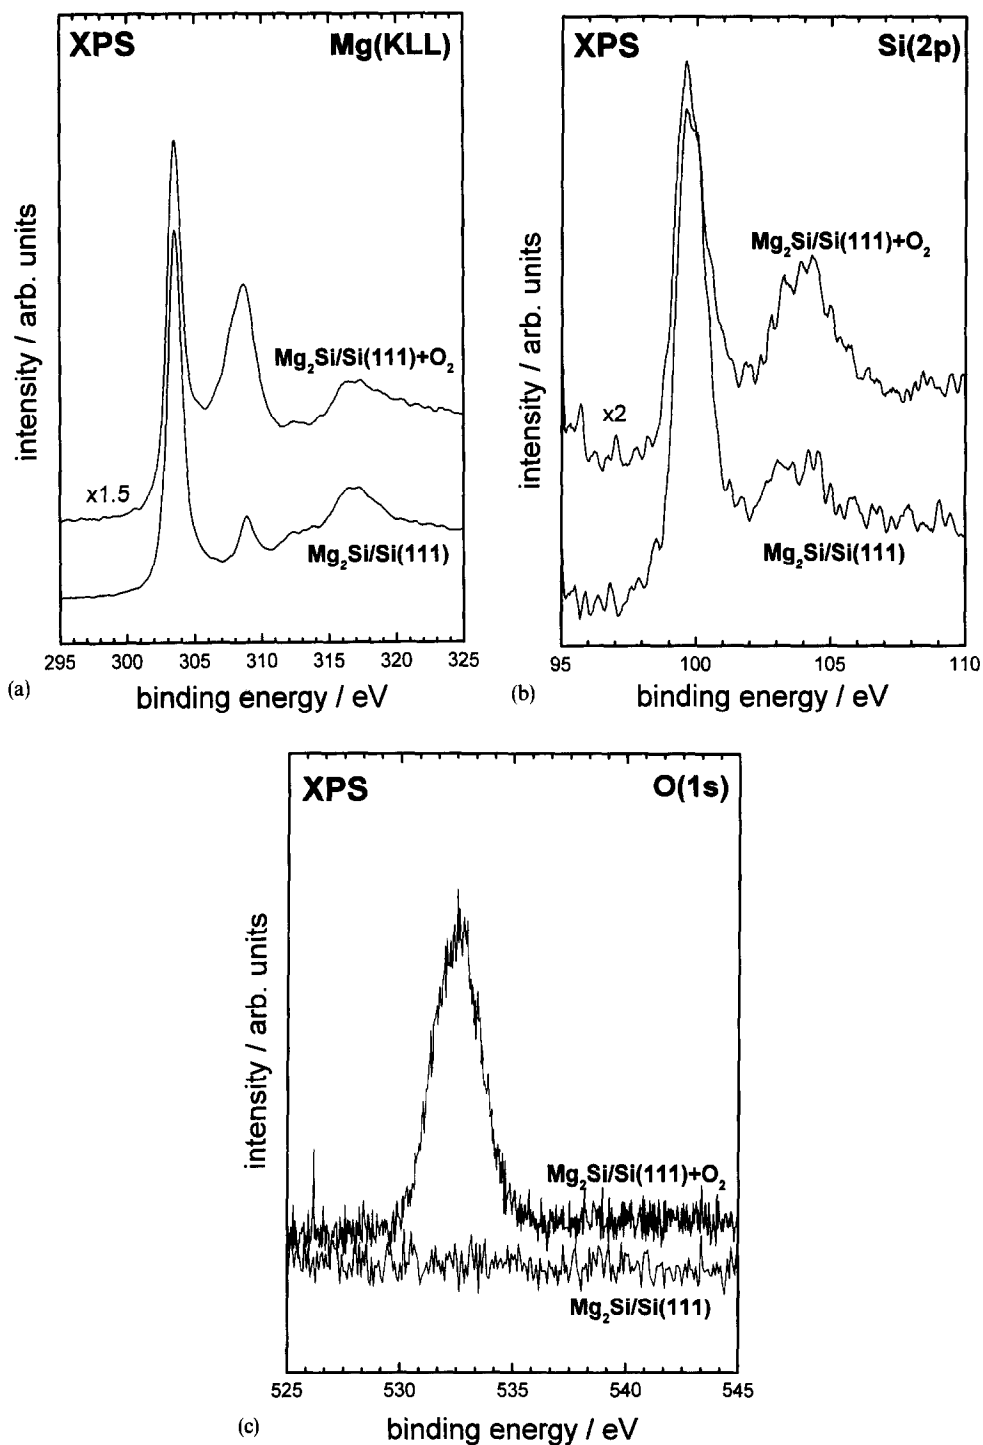 XPS Mg(KLL)
intensity / arb. units
Mg₂Si/Si(111)+O₂
x1.5
Mg₂Si/Si(111)
295 300 305 310 315 320 325
(a) binding energy / eV
XPS Si(2p)
intensity / arb. units
Mg₂Si/Si(111)+O₂
x2
Mg₂Si/Si(111)
95 100 105 110
(b) binding energy / eV
XPS O(1s)
intensity / arb. units
Mg₂Si/Si(111)+O₂
Mg₂Si/Si(111)
525 530 535 540 545
(c) binding energy / eV